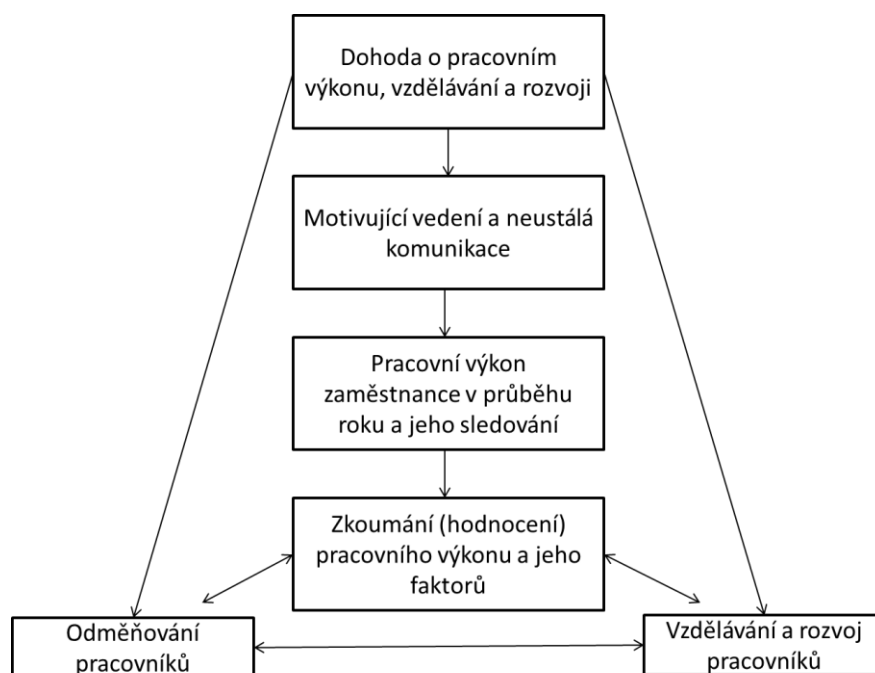 Dohoda o pracovním
výkonu, vzdělávání a rozvoji
Motivující vedení a neustálá
komunikace
Pracovní výkon
zaměstnance v průběhu
roku a jeho sledování
Zkoumání (hodnocení)
pracovního výkonu a jeho
faktorů
Odměňování
pracovníků
Vzdělávání a rozvoj
pracovníků